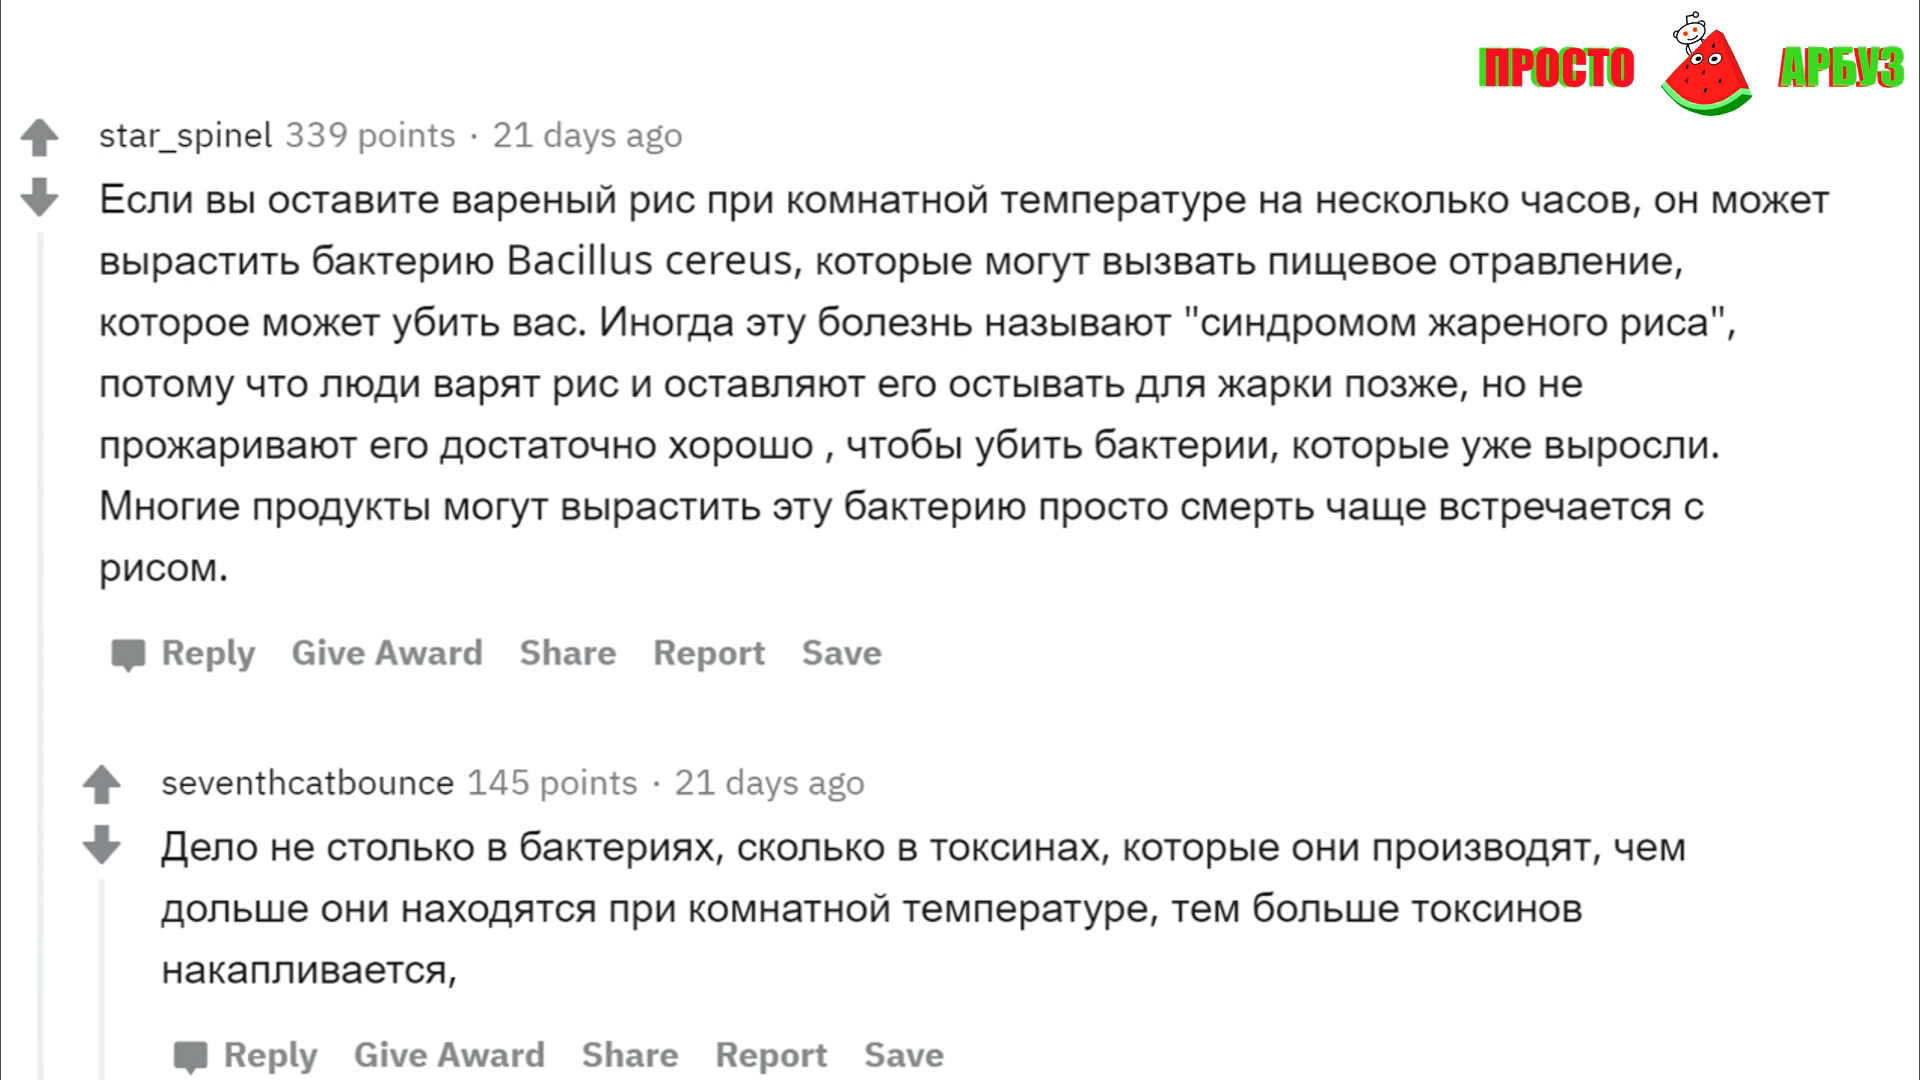 ПРОСТО АРБУЗ
star_spinel 339 points · 21 days ago
Если вы оставите вареный рис при комнатной температуре на несколько часов, он может
вырастить бактерию Bacillus cereus, которые могут вызвать пищевое отравление,
которое может убить вас. Иногда эту болезнь называют "синдромом жареного риса",
потому что люди варят рис и оставляют его остывать для жарки позже, но не
прожаривают его достаточно хорошо , чтобы убить бактерии, которые уже выросли.
Многие продукты могут вырастить эту бактерию просто смерть чаще встречается с
рисом.
Reply Give Award Share Report Save
seventhcatbounce 145 points · 21 days ago
Дело не столько в бактериях, сколько в токсинах, которые они производят, чем
дольше они находятся при комнатной температуре, тем больше токсинов
накапливается,
Reply Give Award Share Report Save